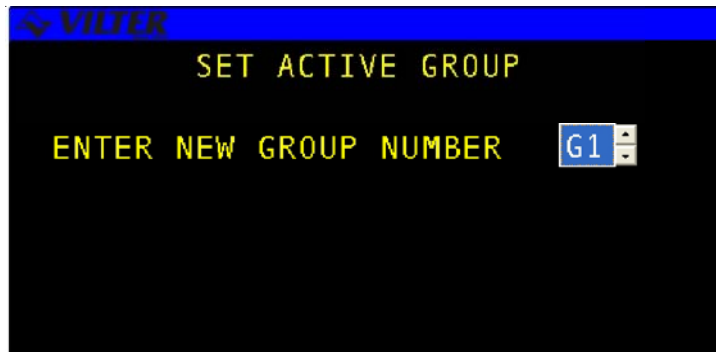 VILTER
SET ACTIVE GROUP
ENTER NEW GROUP NUMBER G1